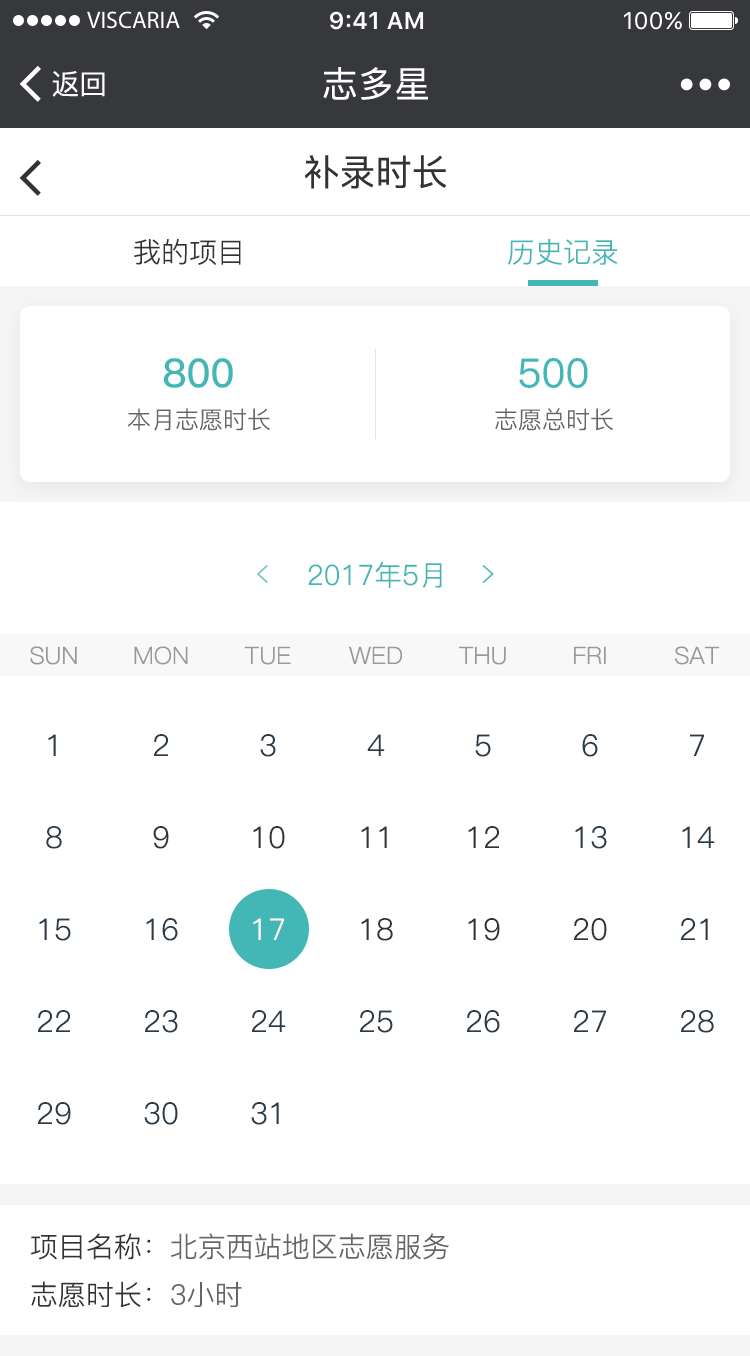 VISCARIA 9:41 AM 100%
返回 志多星
补录时长
我的项目 历史记录
800 500
本月志愿时长 志愿总时长
< 2017年5月 >
SUN MON TUE WED THU FRI SAT
1 2 3 4 5 6 7
8 9 10 11 12 13 14
15 16 17 18 19 20 21
22 23 24 25 26 27 28
29 30 31
项目名称：北京西站地区志愿服务
志愿时长：3小时